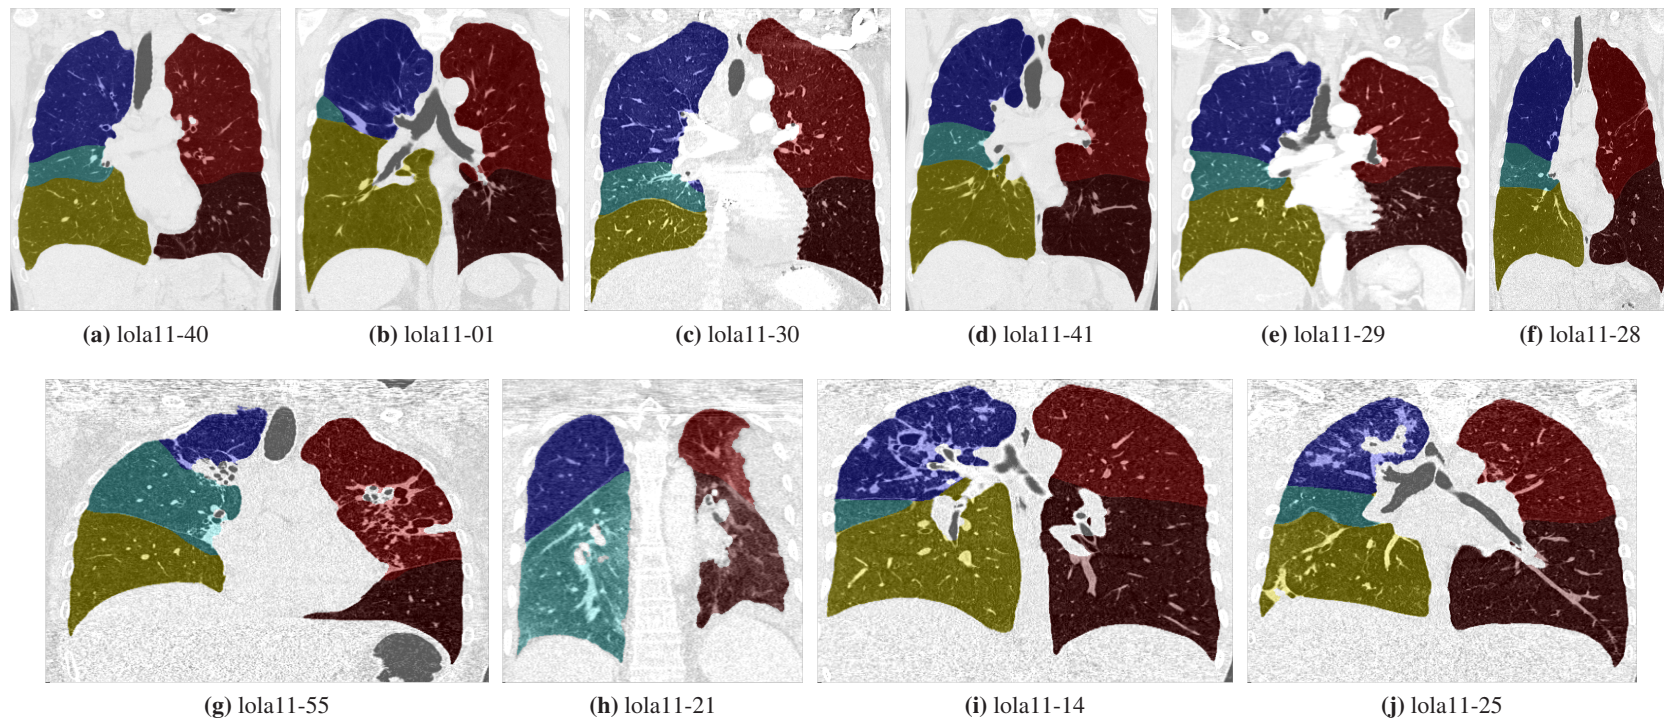 (a) lola11-40
(b) lola11-01
(c) lola11-30
(d) lola11-41
(e) lola11-29
(f) lola11-28
(g) lola11-55
(h) lola11-21
(i) lola11-14
(j) lola11-25